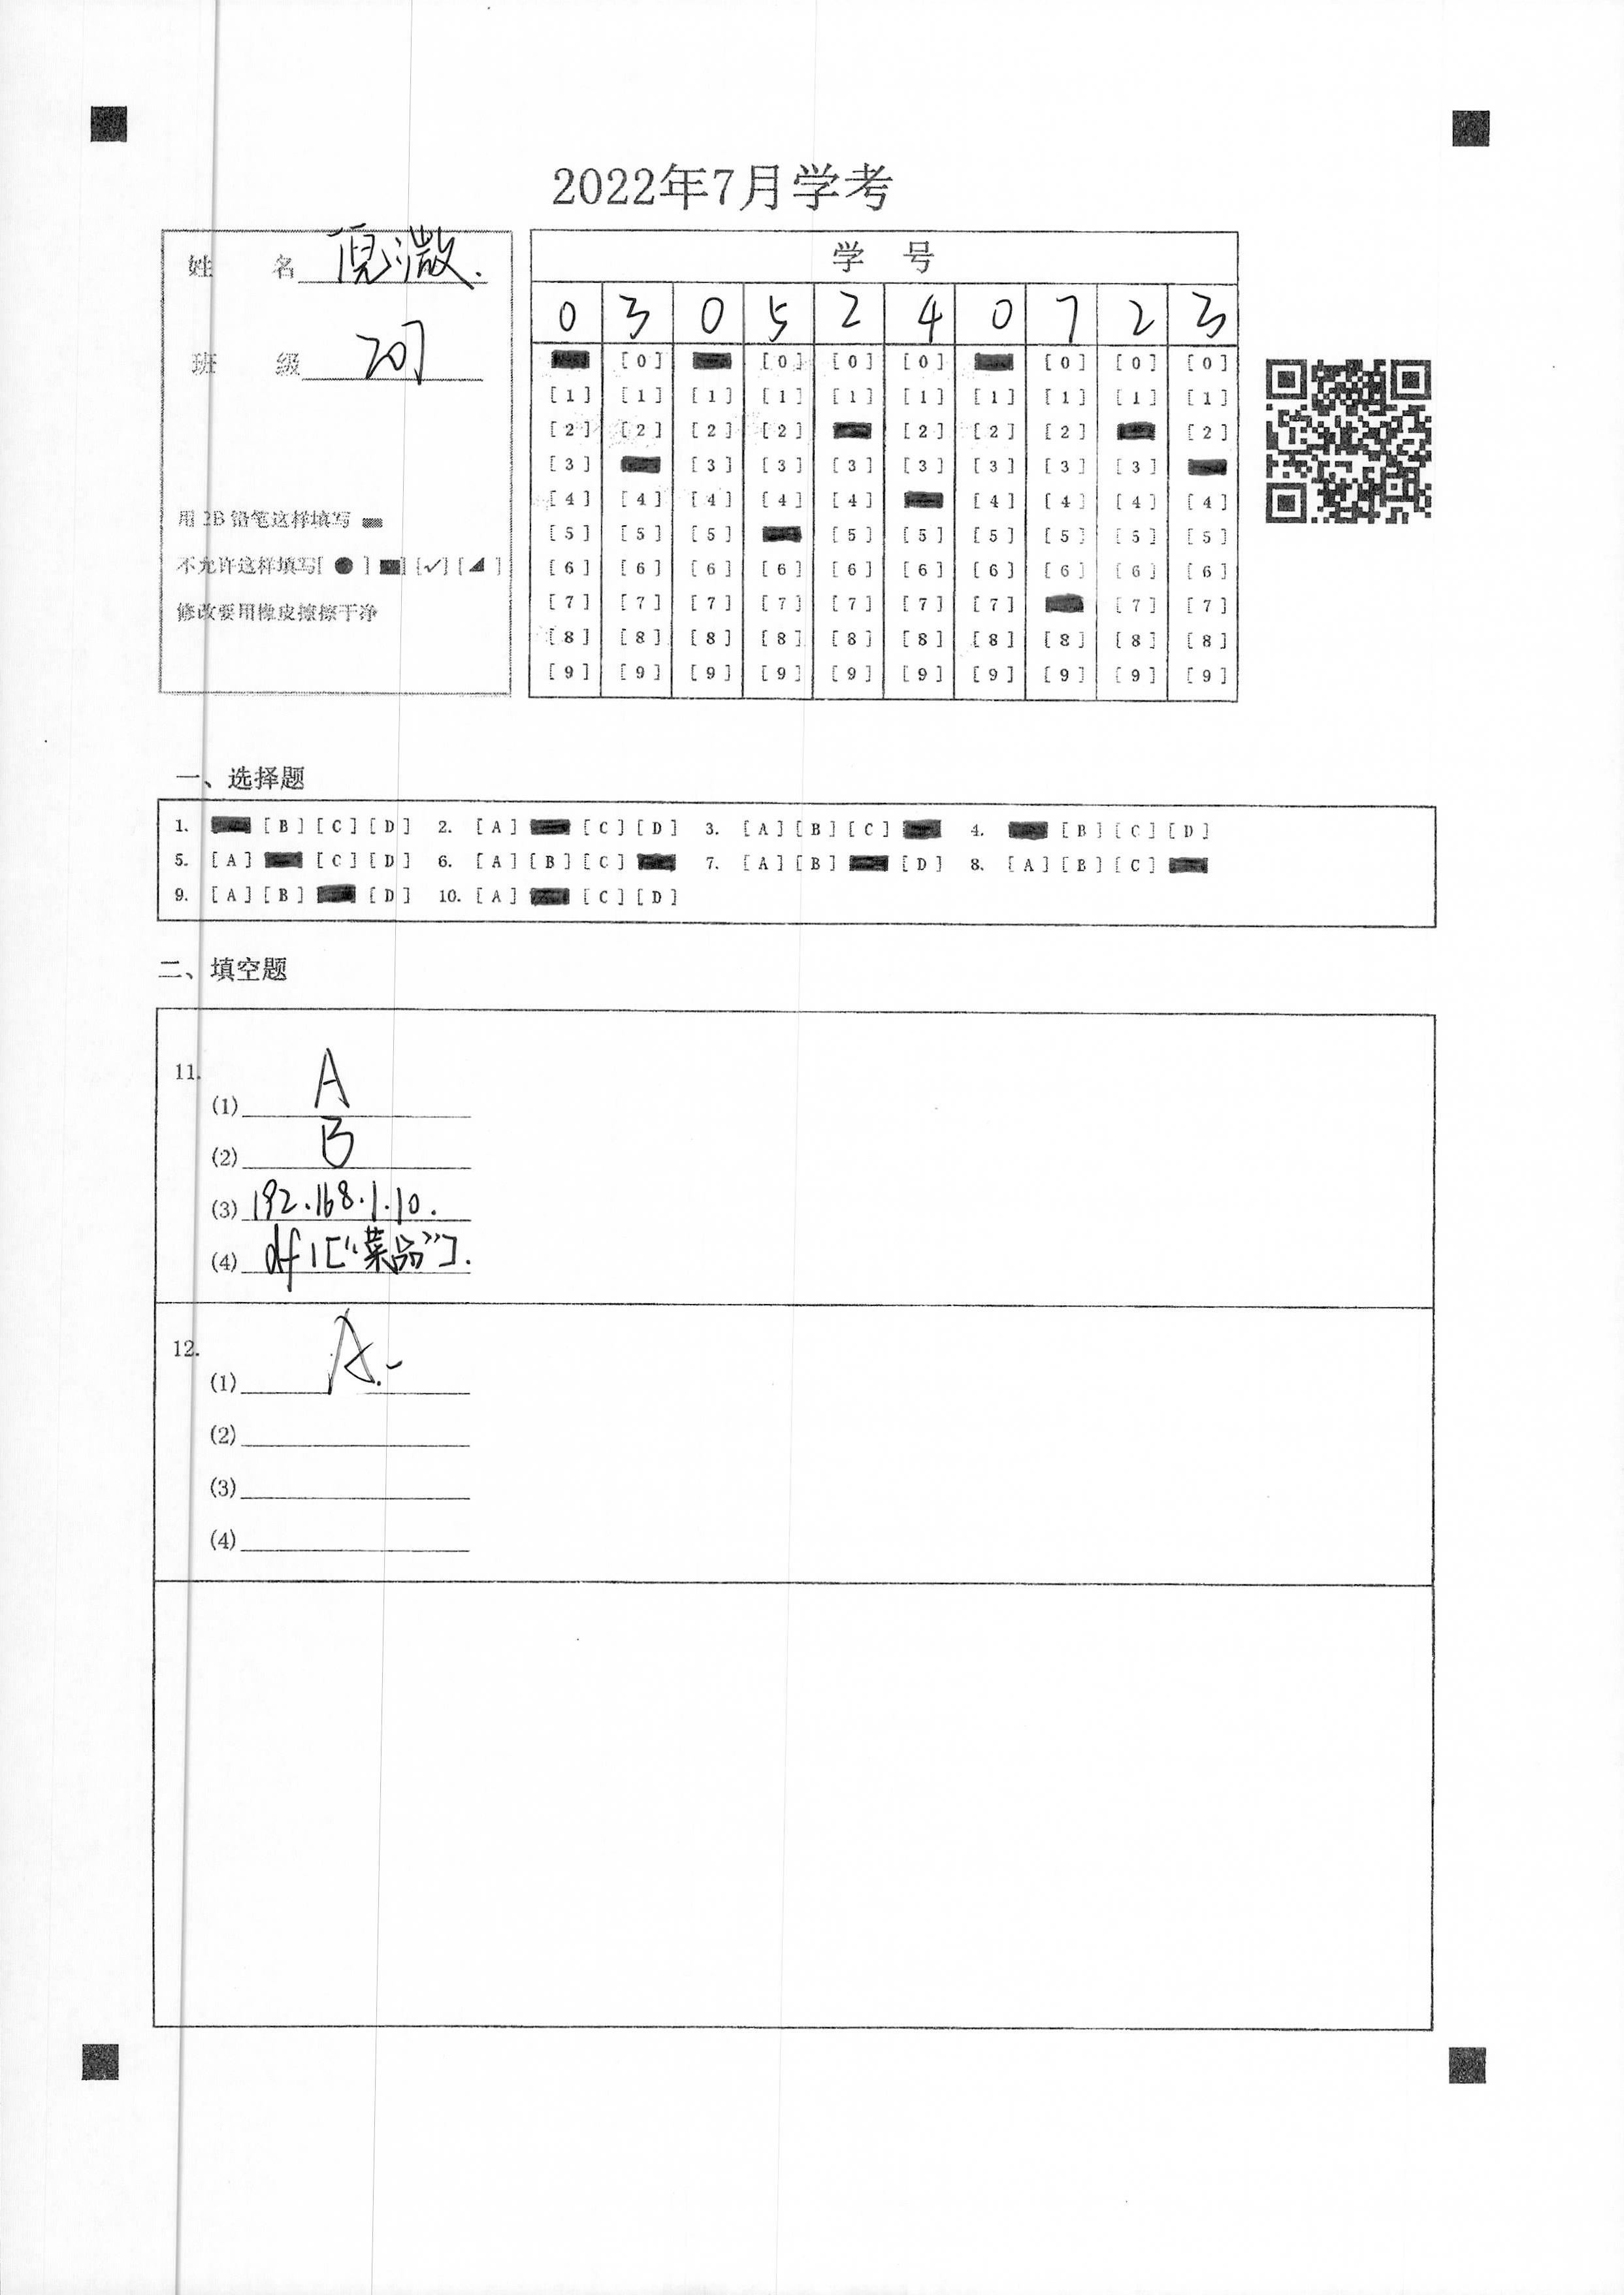 2022年7月学考
姓 名 倪
班 级 207
用2B铅笔这样填写
不允许这样填写[ ● ] [■] [✓] [◢ ]
修改要用橡皮擦擦干净
学 号
0 3 0 5 2 4 0 7 2 3
[0] [0] [0] [0] [0] [0] [0]
[1] [1] [1] [1] [1] [1] [1] [1] [1] [1]
[2] [2] [2] [2] [2] [2] [2] [2]
[3] [3] [3] [3] [3] [3] [3] [3]
[4] [4] [4] [4] [4] [4] [4] [4] [4]
[5] [5] [5] [5] [5] [5] [5] [5] [5]
[6] [6] [6] [6] [6] [6] [6] [6] [6] [6]
[7] [7] [7] [7] [7] [7] [7] [7] [7]
[8] [8] [8] [8] [8] [8] [8] [8] [8] [8]
[9] [9] [9] [9] [9] [9] [9] [9] [9] [9]
一、选择题
1. [B] [C] [D] 2. [A] [C] [D] 3. [A] [B] [C] 4. [B] [C] [D]
5. [A] [C] [D] 6. [A] [B] [C] 7. [A] [B] [D] 8. [A] [B] [C]
9. [A] [B] [D] 10. [A] [C] [D]
二、填空题
11.
(1) A
(2) B
(3) 192.168.1.10.
(4) df1["菜品"].
12.
(1) A.
(2)
(3)
(4)